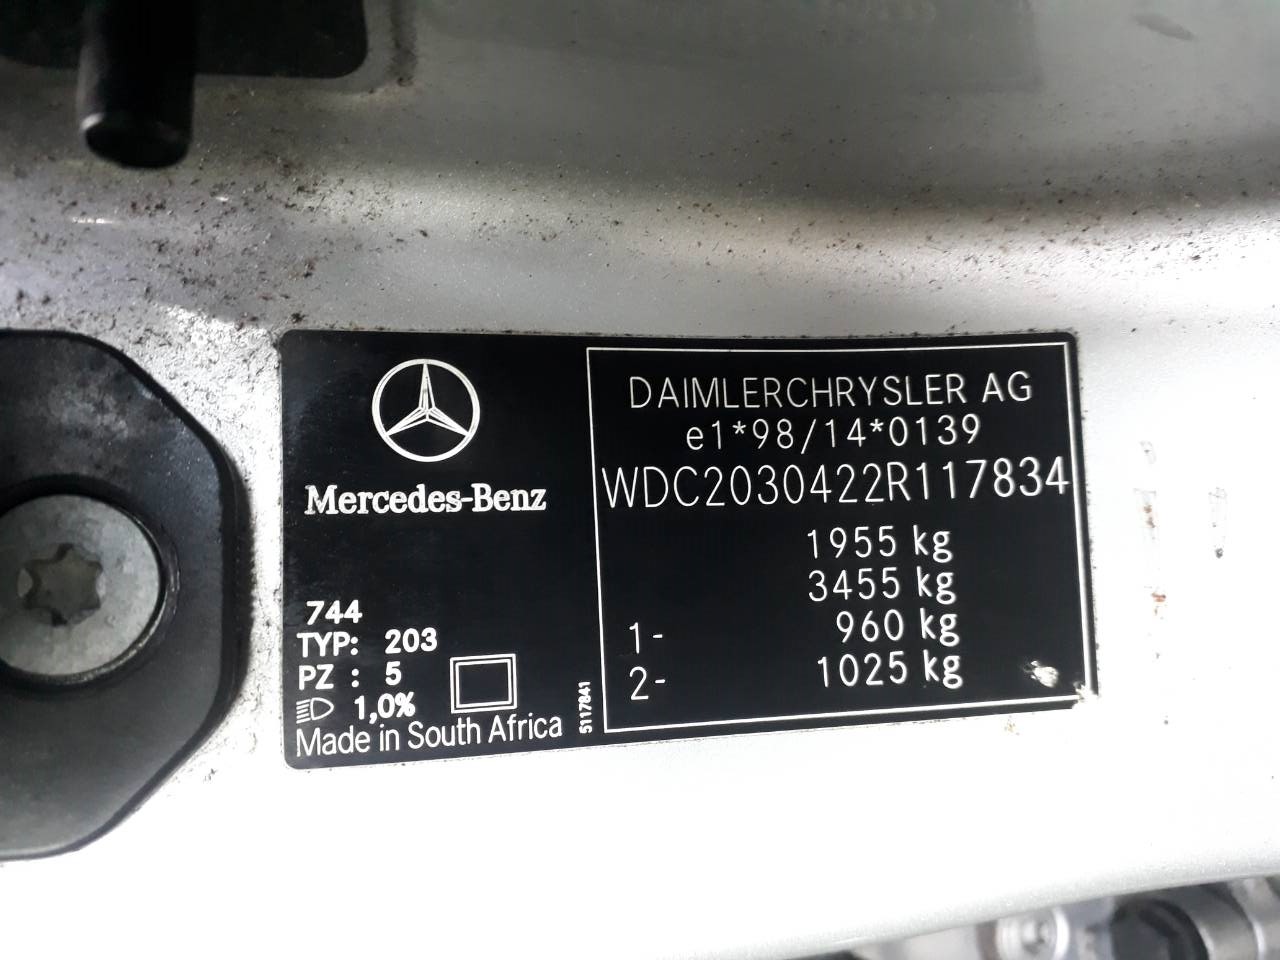 Mercedes-Benz
744
TYP: 203
PZ : 5
1,0%
Made in South Africa
5117841
DAIMLERCHRYSLER AG
e1*98/14*0139
WDC2030422R117834
1955 kg
3455 kg
1- 960 kg
2- 1025 kg